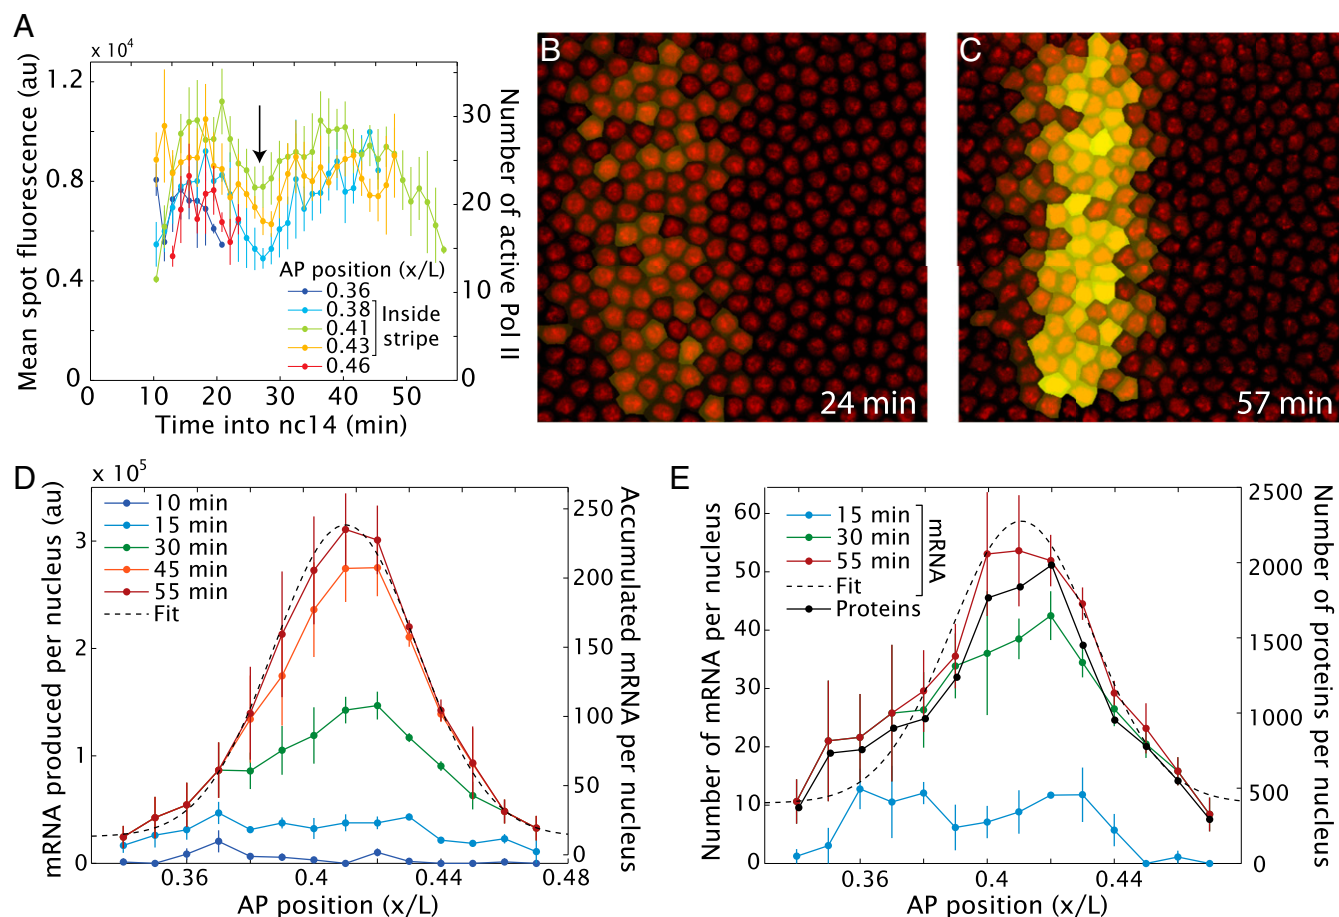 A
x 10⁴
1.2
0.8
0.4
0
30
20
10
0
Mean spot fluorescence (au)
Number of active Pol II
AP position (x/L)
0.36
0.38
0.41
0.43
0.46
Inside
stripe
0 10 20 30 40 50
Time into nc14 (min)
B
24 min
C
57 min
D
x 10⁵
3
2
1
0
mRNA produced per nucleus (au)
10 min
15 min
30 min
45 min
55 min
Fit
250
200
150
100
50
0
Accumulated mRNA per nucleus
0.36 0.4 0.44 0.48
AP position (x/L)
E
60
50
40
30
20
10
0
Number of mRNA per nucleus
15 min
30 min
55 min
Fit
Proteins
mRNA
2500
2000
1500
1000
500
0
Number of proteins per nucleus
0.36 0.4 0.44
AP position (x/L)